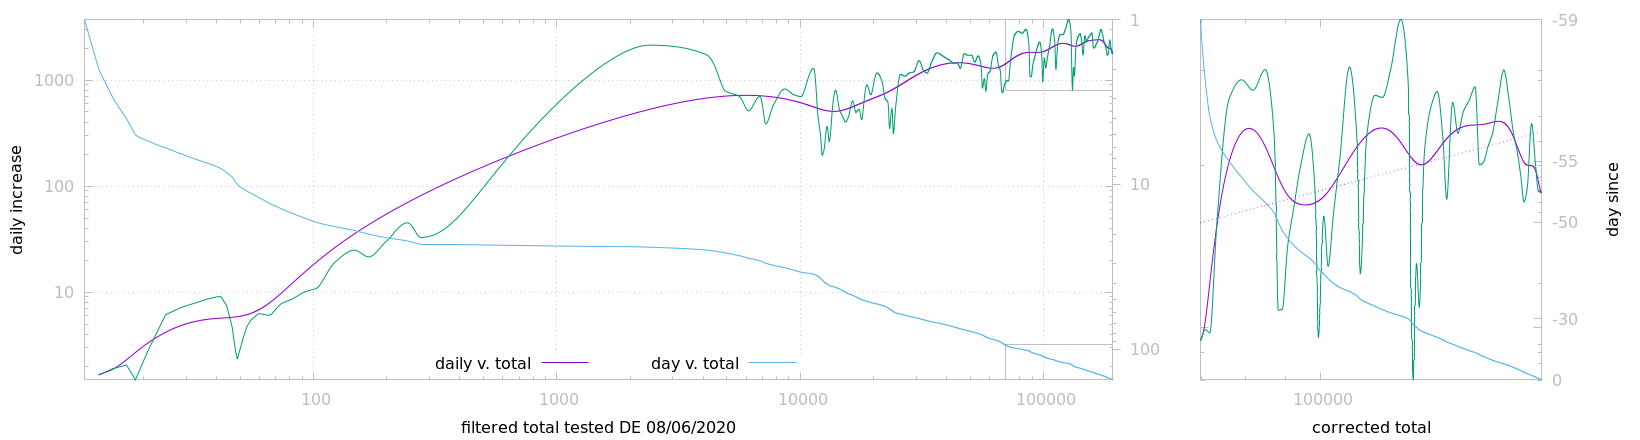 daily increase
1000
100
10
100
1000
10000
100000
filtered total tested DE 08/06/2020
daily v. total
day v. total
1
10
100
100000
corrected total
-59
-55
-50
-30
0
day since